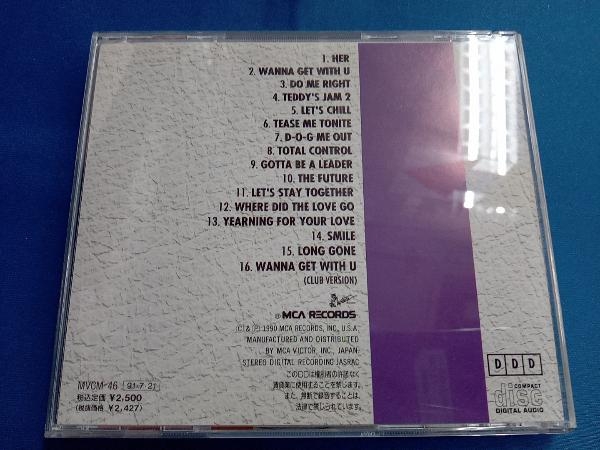 1. HER
2. WANNA GET WITH U
3. DO ME RIGHT
4. TEDDY'S JAM 2
5. LET'S CHILL
6. TEASE ME TONITE
7. D-O-G ME OUT
8. TOTAL CONTROL
9. GOTTA BE A LEADER
10. THE FUTURE
11. LET'S STAY TOGETHER
12. WHERE DID THE LOVE GO
13. YEARNING FOR YOUR LOVE
14. SMILE
15. LONG GONE
16. WANNA GET WITH U
(CLUB VERSION)
MCA RECORDS
© & ℗ 1990 MCA RECORDS, INC., U.S.A.
MANUFACTURED AND DISTRIBUTED
BY MCA VICTOR, INC., JAPAN.
STEREO DIGITAL RECORDING JASRAC
このCDは権利者の許諾なく
賃貸業に使用することを禁じます。
また、無断で録音することは、
法律で禁じられています。
MVCM-46 (91・7・21)
税込定価 ¥2,500
(税抜価格 ¥2,427)
D D D
COMPACT
disc
DIGITAL AUDIO